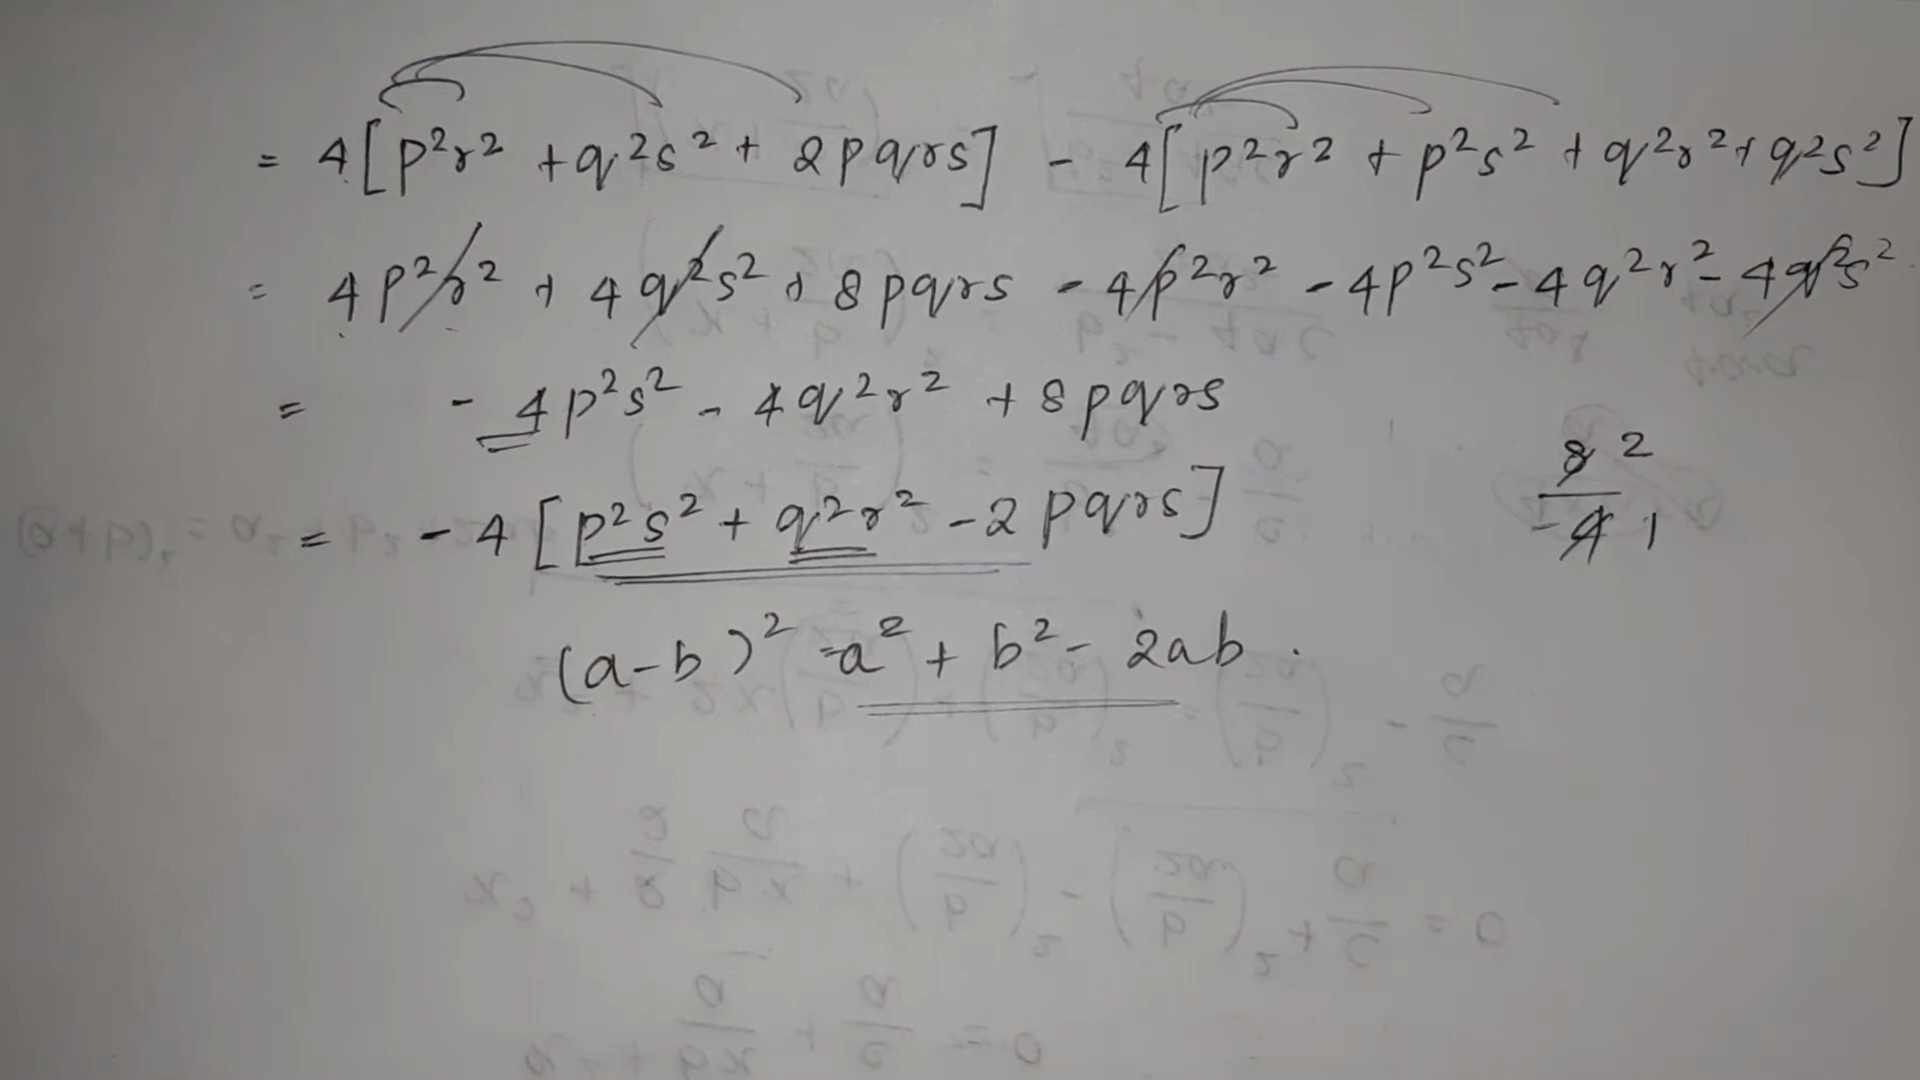 = 4[p²r² + q²s² + 2pqrs] - 4[p²r² + p²s² + q²r² + q²s²]
= 4p²r² + 4q²s² + 8pqrs - 4p²r² - 4p²s² - 4q²r² - 4q²s²
= - 4p²s² - 4q²r² + 8pqrs
8 2
-4 1
= - 4 [p²s² + q²r² - 2pqrs]
(a-b)² = a² + b² - 2ab.